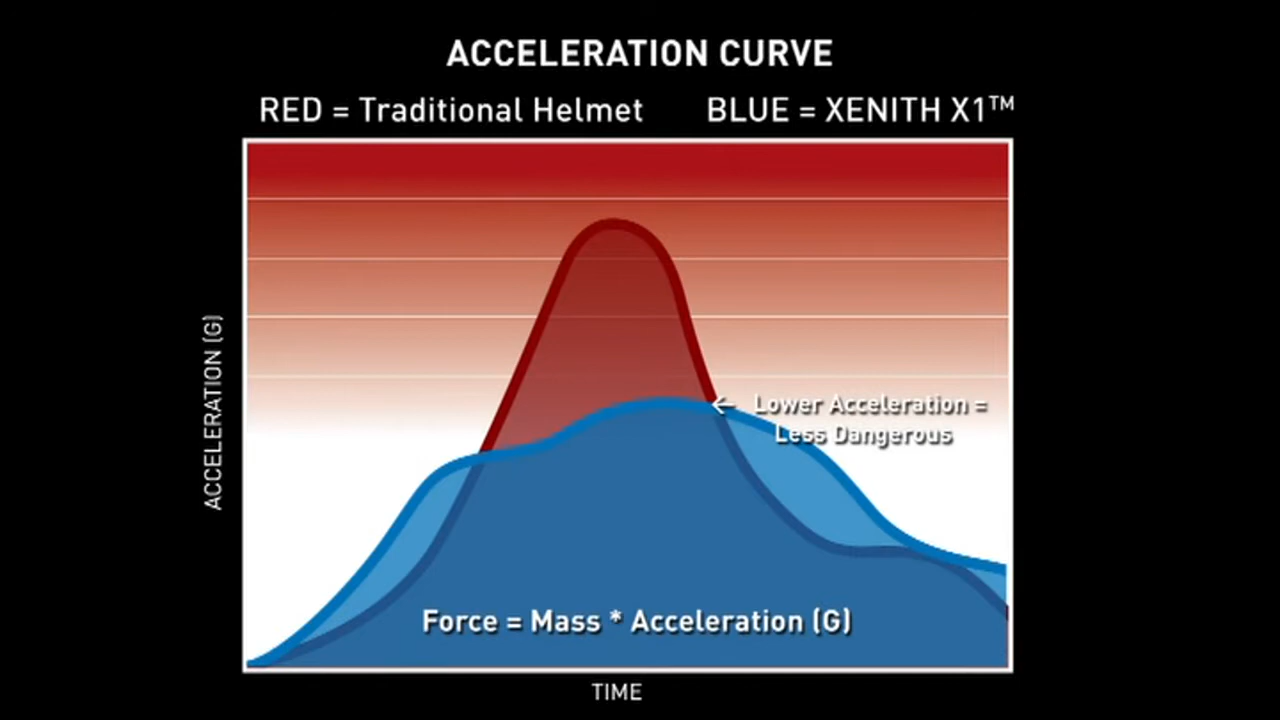 ACCELERATION CURVE
RED = Traditional Helmet BLUE = XENITH X1™
ACCELERATION (G)
← Lower Acceleration =
Less Dangerous
Force = Mass * Acceleration (G)
TIME